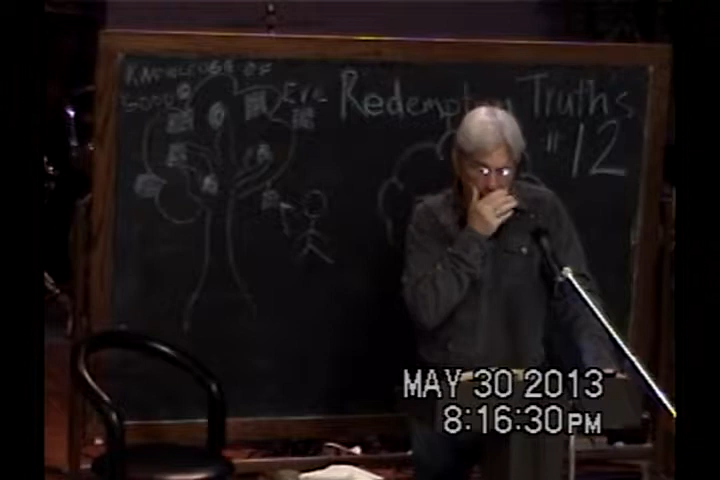 KNOWLEDGE OF
GOOD EVIL
Redemption Truths
#12
MAY 30 2013
8:16:30PM